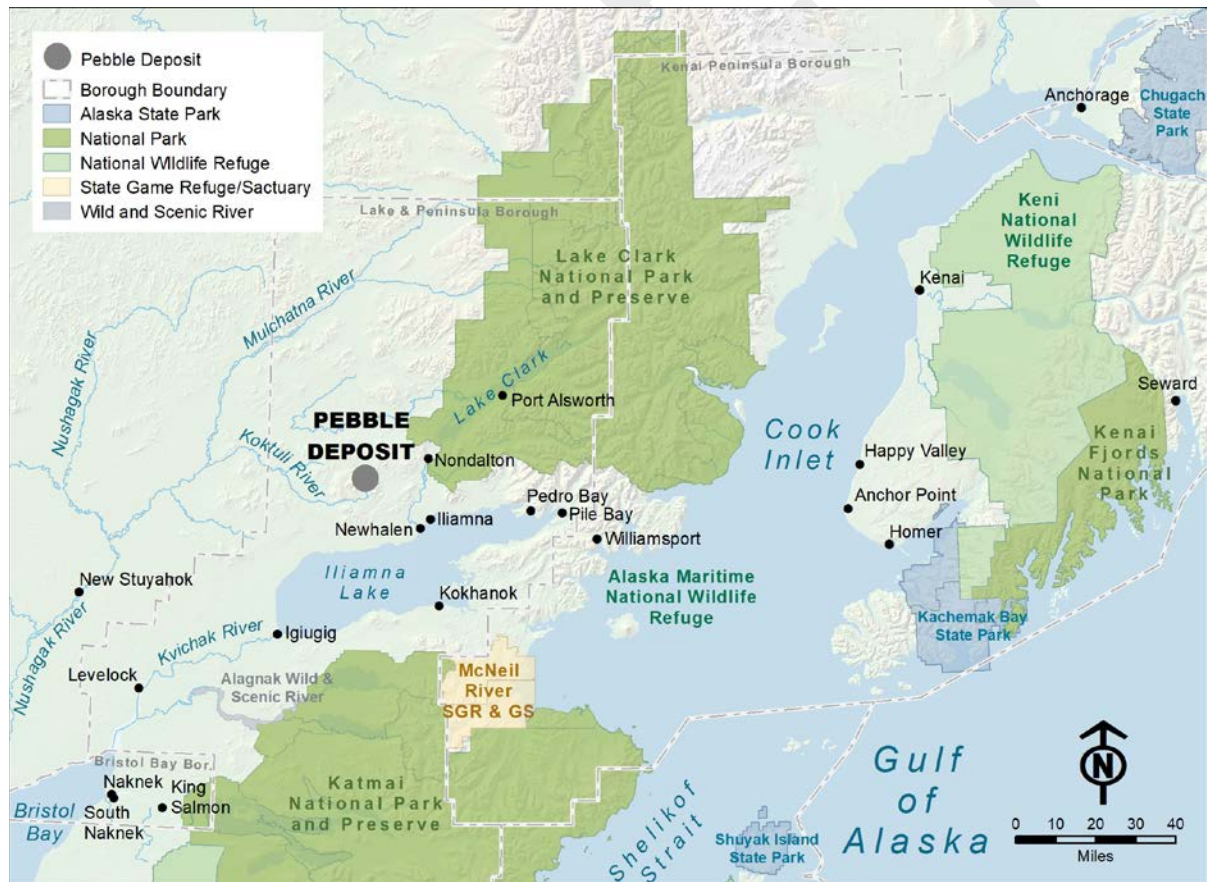 Pebble Deposit
Borough Boundary
Alaska State Park
National Park
National Wildlife Refuge
State Game Refuge/Sactuary
Wild and Scenic River
Kenai Peninsula Borough
Anchorage
Chugach
State
Park
Lake & Peninsula Borough
Keni
National
Wildlife
Refuge
Lake Clark
National Park
and Preserve
Mulchatna River
Kenai
Nushagak River
Lake Clark
Port Alsworth
Seward
PEBBLE
DEPOSIT
Koktuli River
Nondalton
Cook
Inlet
Happy Valley
Kenai
Fjords
National
Park
Anchor Point
Pedro Bay
Pile Bay
Iliamna
Newhalen
Williamsport
Homer
Iliamna
Lake
Alaska Maritime
National Wildlife
Refuge
New Stuyahok
Kokhanok
Kachemak Bay
State Park
Nushagak River
Kvichak River
Igiugig
Levelock
Alagnak Wild &
Scenic River
McNeil
River
SGR & GS
Bristol Bay Bor.
Naknek
King
Salmon
South
Naknek
Bristol
Bay
Katmai
National Park
and Preserve
Shelikof
Strait
Shuyak Island
State Park
Gulf
of
Alaska
N
0 10 20 30 40
Miles